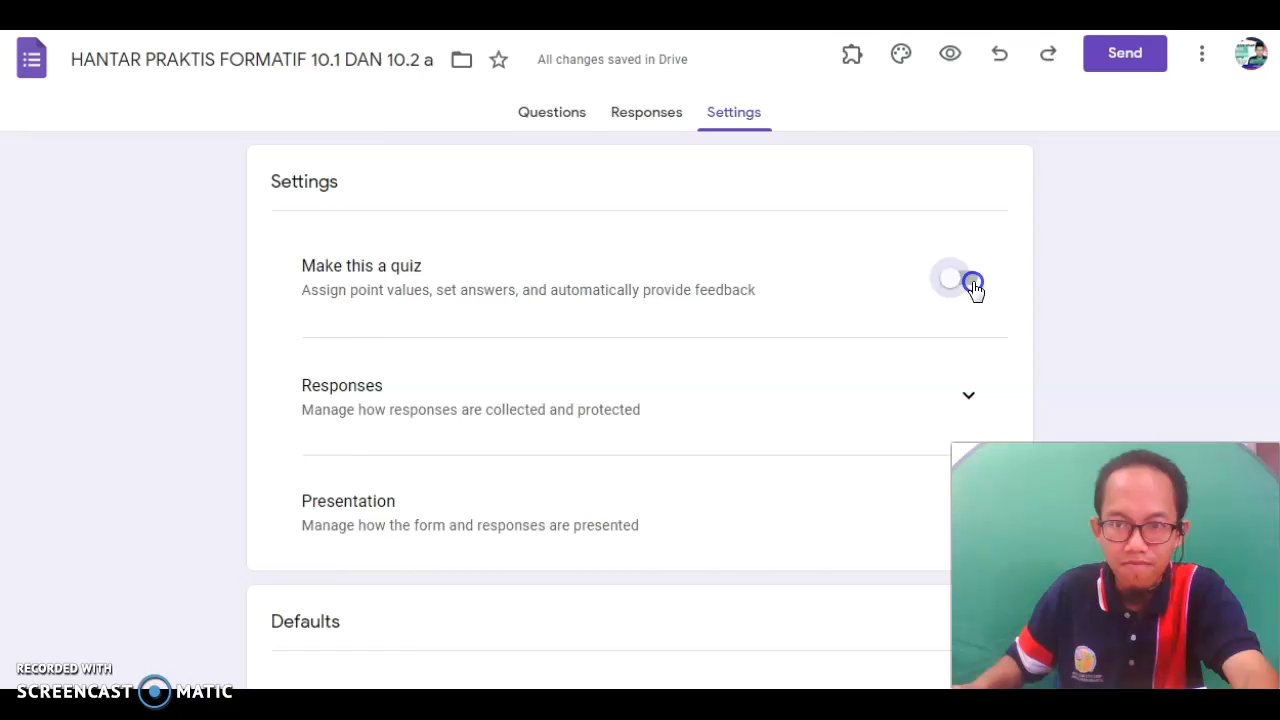 HANTAR PRAKTIS FORMATIF 10.1 DAN 10.2 a
All changes saved in Drive
Send
Questions
Responses
Settings
Settings
Make this a quiz
Assign point values, set answers, and automatically provide feedback
Responses
Manage how responses are collected and protected
Presentation
Manage how the form and responses are presented
Defaults
RECORDED WITH
SCREENCAST MATIC